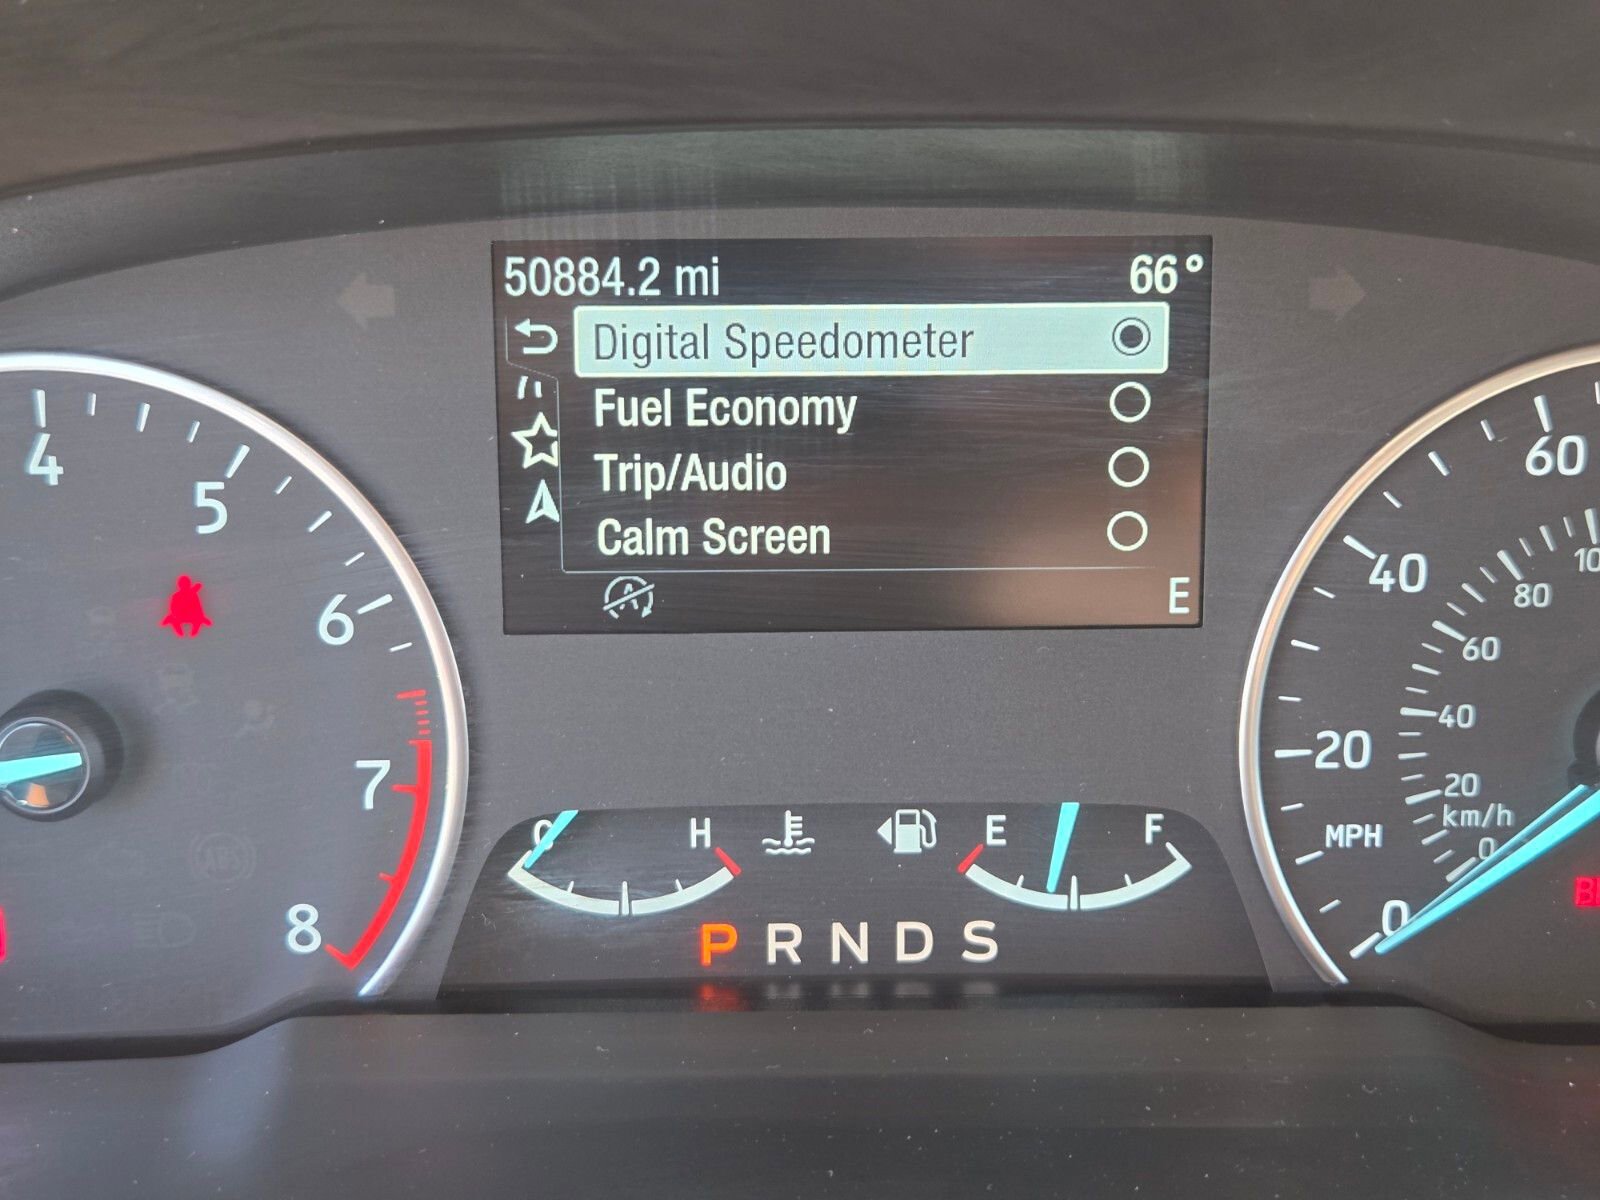 50884.2 mi 66°
Digital Speedometer
Fuel Economy
Trip/Audio
Calm Screen
E
4
5
6
7
8
60
40
20
0
MPH
80
60
40
20
km/h
0
C H
E F
P R N D S